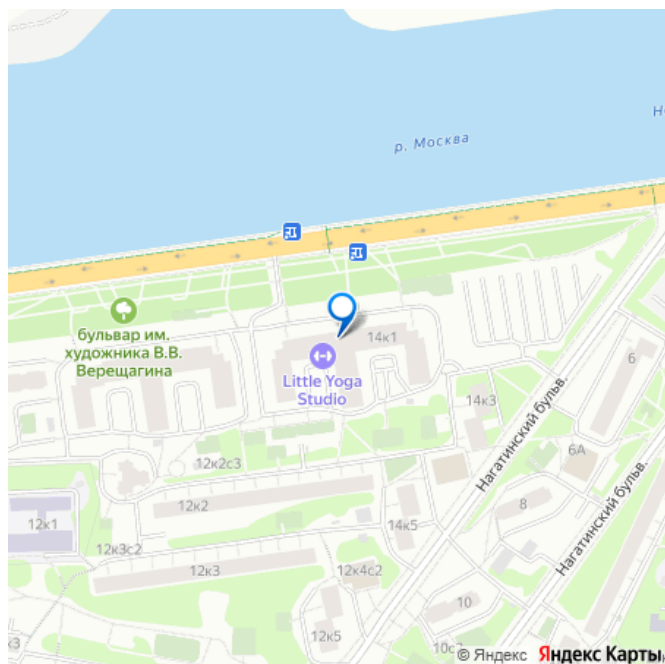 р. Москва
бульвар им.
художника В.В.
Верещагина
14к1
Little Yoga
Studio
6
14к3
Нагатинский бульв.
6А
12к2с3
12к2
8
Нагатинский бульв.
12к1
14к5
12к3с2
12к3
12к4с2
10
12к5
© Яндекс Яндекс Карты